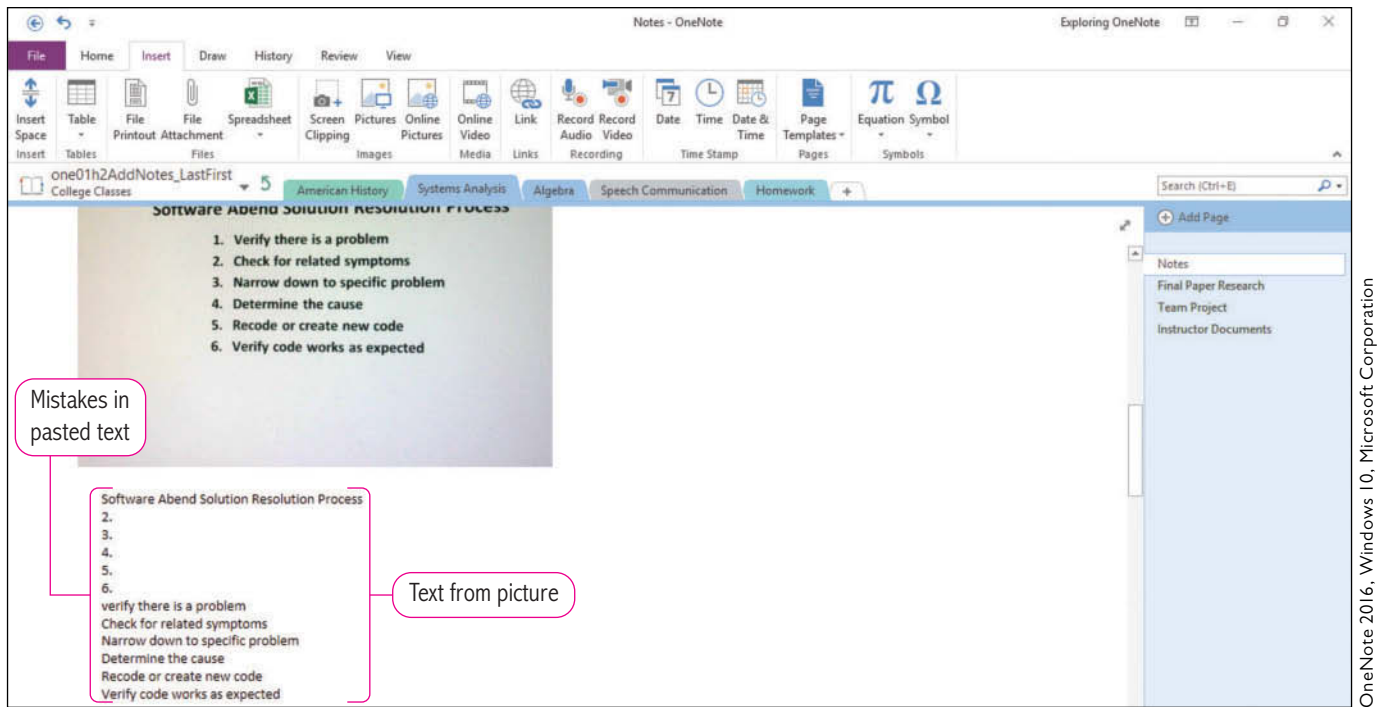 Notes - OneNote
Exploring OneNote
File Home Insert Draw History Review View
Insert Space
Table
File Printout
File Attachment
Spreadsheet
Screen Clipping
Pictures
Online Pictures
Online Video
Link
Record Audio
Record Video
Date
Time
Date & Time
Page Templates
Equation
Symbol
Insert Tables Files Images Media Links Recording Time Stamp Pages Symbols
one01h2AddNotes_LastFirst
College Classes
American History Systems Analysis Algebra Speech Communication Homework +
Search (Ctrl+E)
Add Page
Notes
Final Paper Research
Team Project
Instructor Documents
Software Abend Solution Resolution Process
1. Verify there is a problem
2. Check for related symptoms
3. Narrow down to specific problem
4. Determine the cause
5. Recode or create new code
6. Verify code works as expected
Mistakes in
pasted text
Software Abend Solution Resolution Process
2.
3.
4.
5.
6.
verify there is a problem
Check for related symptoms
Narrow down to specific problem
Determine the cause
Recode or create new code
Verify code works as expected
Text from picture
OneNote 2016, Windows 10, Microsoft Corporation